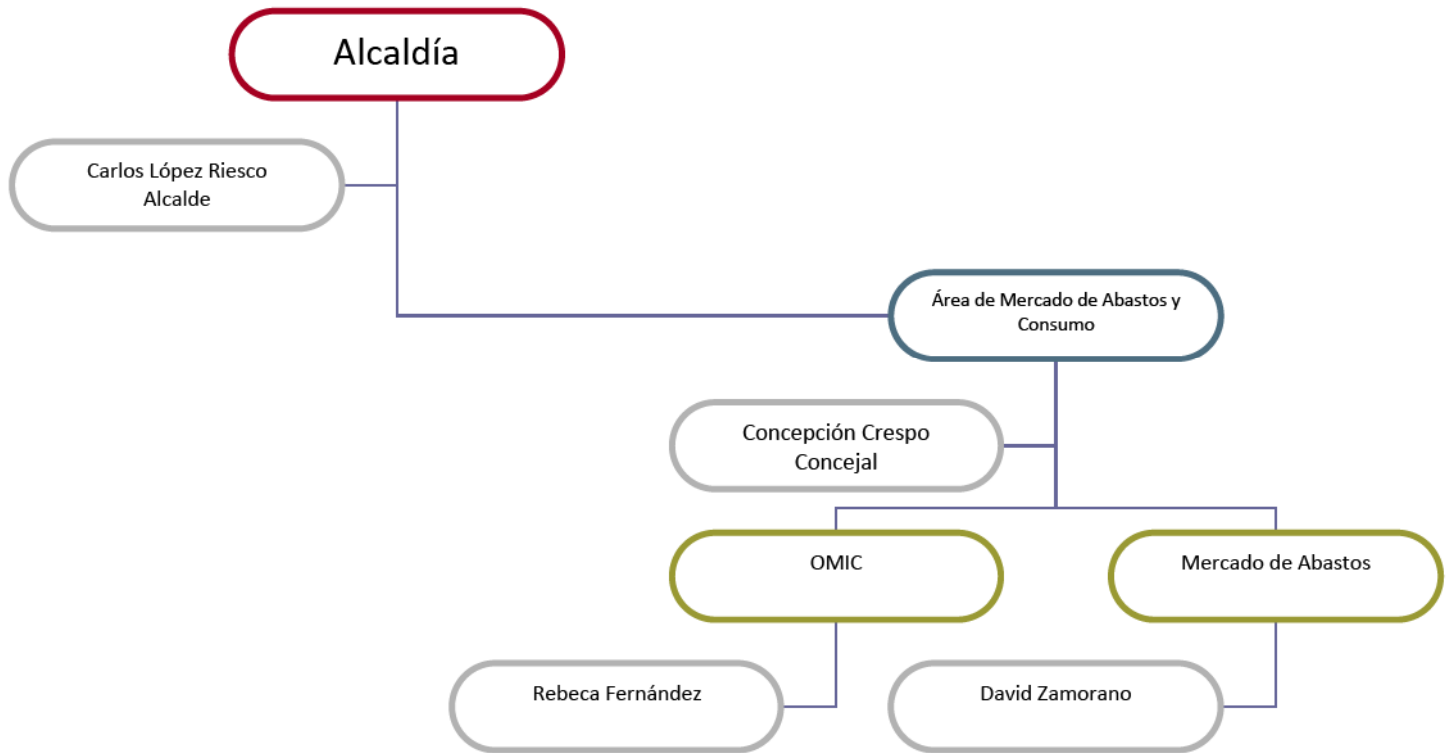 Alcaldía
Carlos López Riesco
Alcalde
Área de Mercado de Abastos y
Consumo
Concepción Crespo
Concejal
OMIC
Mercado de Abastos
Rebeca Fernández
David Zamorano